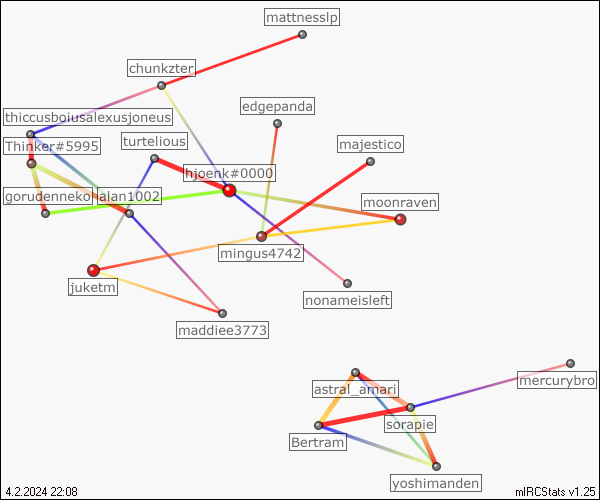 mattnesslp
chunkzter
edgepanda
thiccusboiusalexusjoneus
turtelious
majestico
Thinker#5995
hjoenk#0000
gorudenneko
alan1002
moonraven
mingus4742
juketm
nonameisleft
maddiee3773
mercurybro
astral_amari
sorapie
Bertram
yoshimanden
4.2.2024 22:08
mIRCStats v1.25